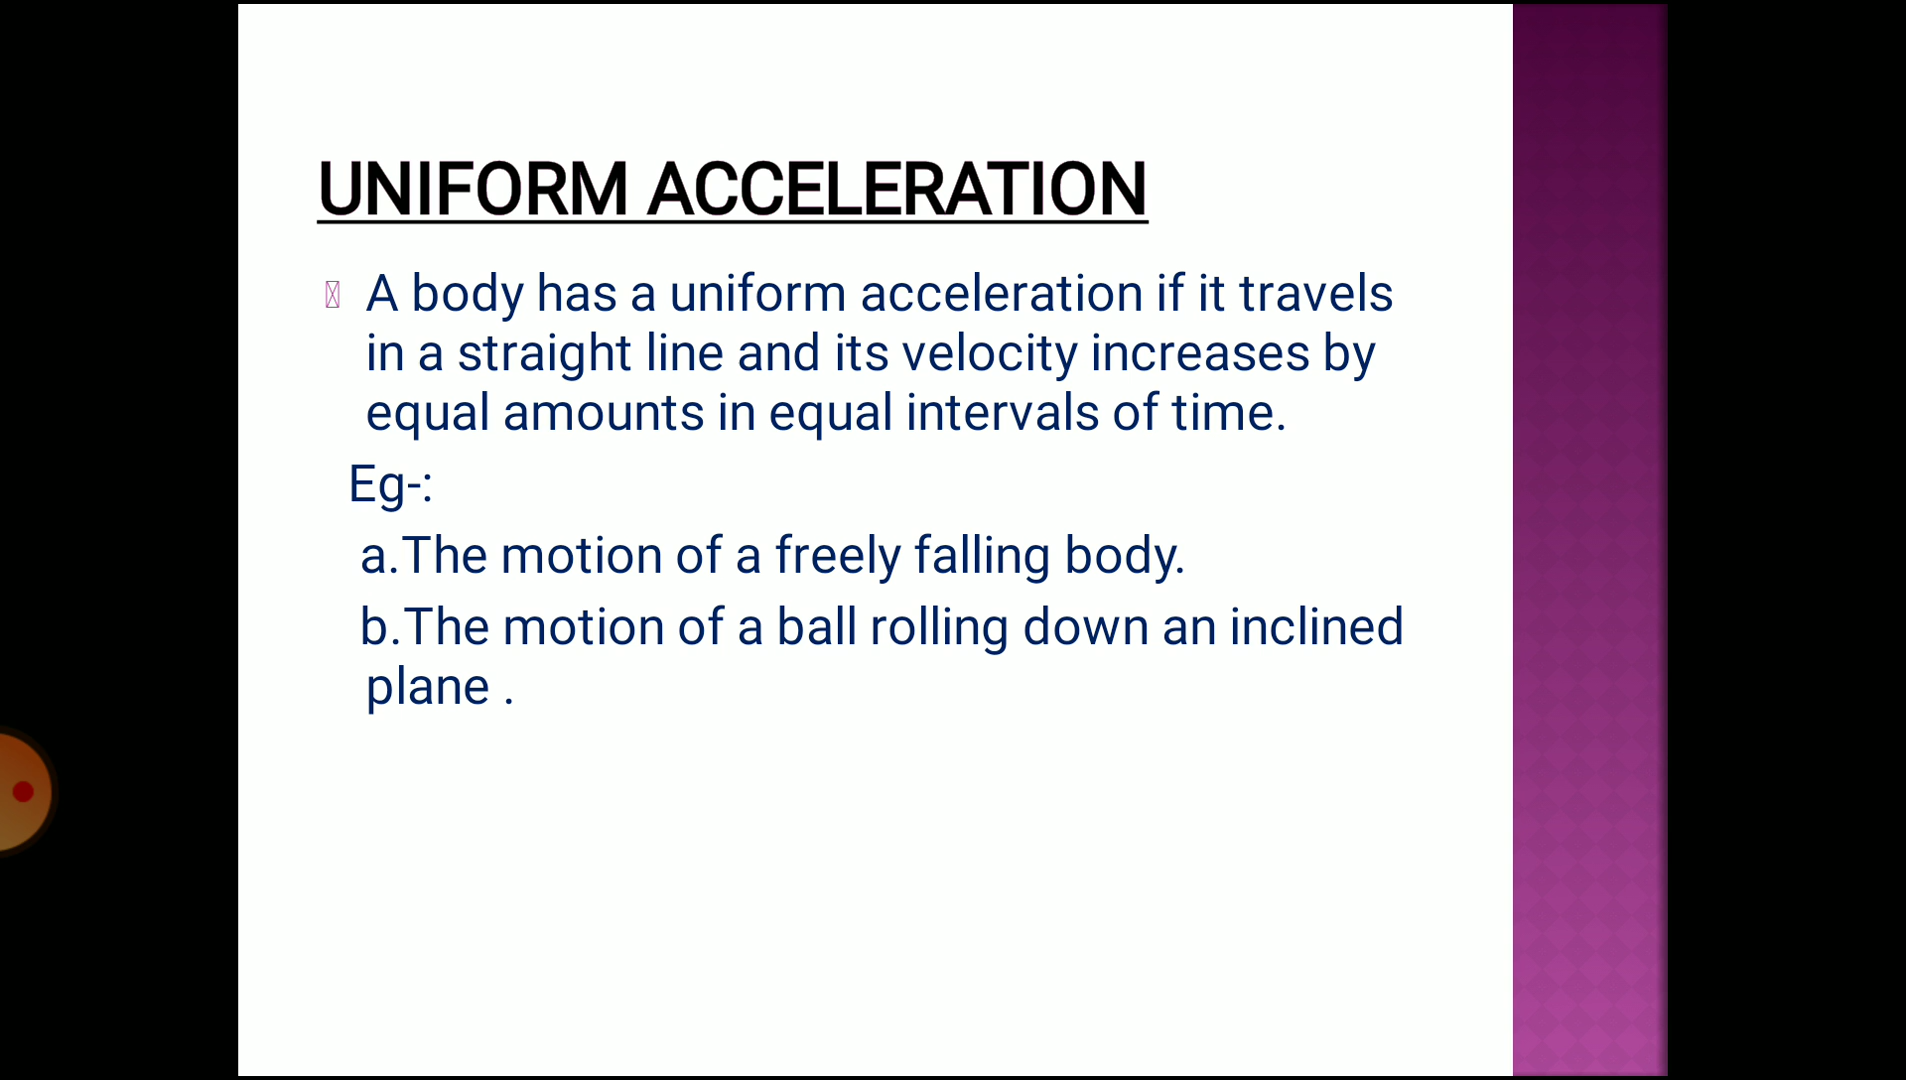 UNIFORM ACCELERATION
A body has a uniform acceleration if it travels
in a straight line and its velocity increases by
equal amounts in equal intervals of time.
Eg-:
a.The motion of a freely falling body.
b.The motion of a ball rolling down an inclined
plane .